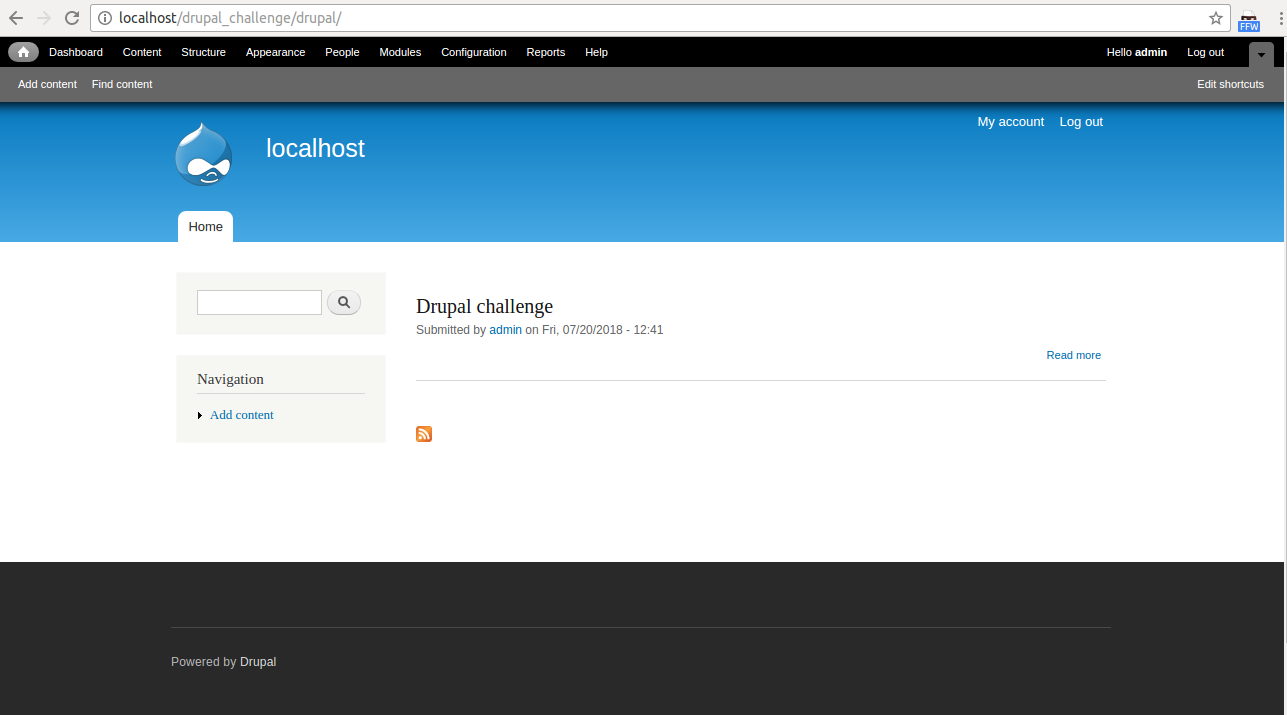 localhost/drupal_challenge/drupal/
FFW
Dashboard Content Structure Appearance People Modules Configuration Reports Help Hello admin Log out
Add content Find content Edit shortcuts
My account Log out
localhost
Home
Drupal challenge
Submitted by admin on Fri, 07/20/2018 - 12:41
Read more
Navigation
Add content
Powered by Drupal